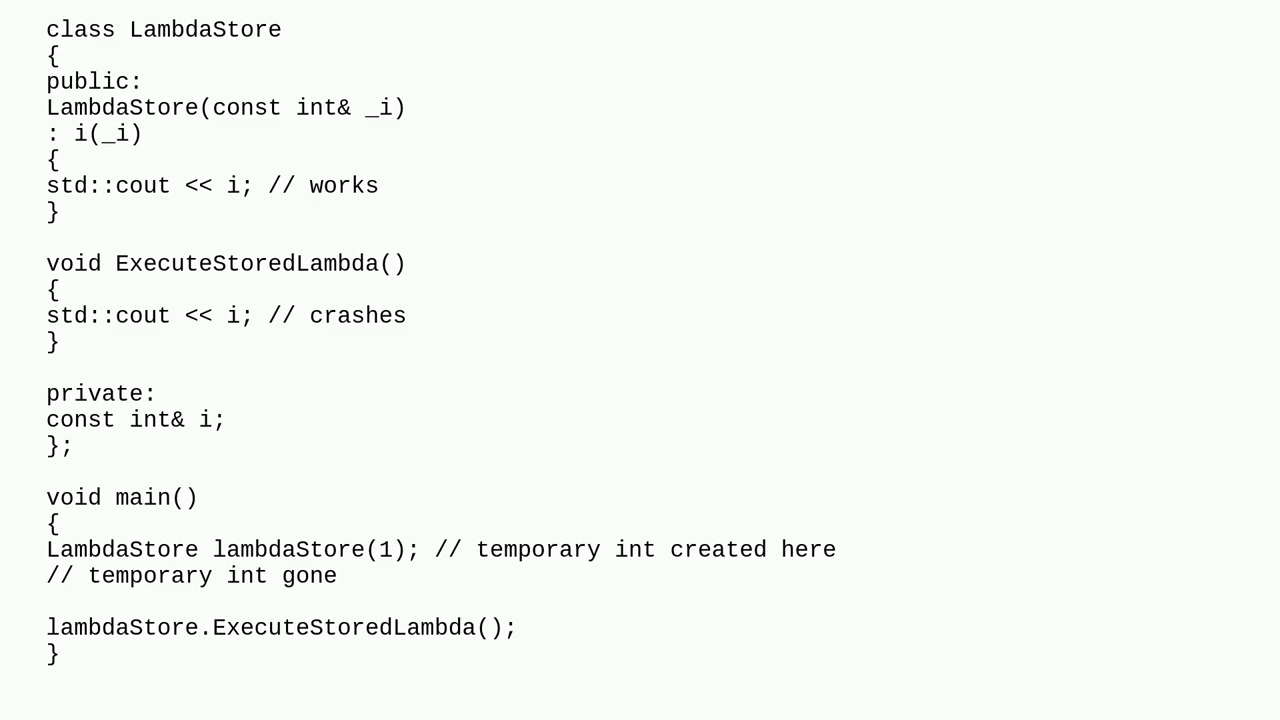 class LambdaStore
{
public:
LambdaStore(const int& _i)
: i(_i)
{
std::cout << i; // works
}

void ExecuteStoredLambda()
{
std::cout << i; // crashes
}

private:
const int& i;
};

void main()
{
LambdaStore lambdaStore(1); // temporary int created here
// temporary int gone

lambdaStore.ExecuteStoredLambda();
}